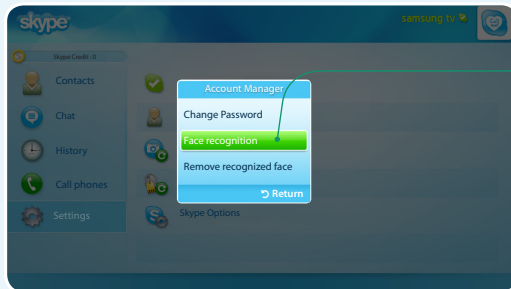 skype
samsung tv
Skype Credit : 0
Contacts
Chat
History
Call phones
Settings
Account Manager
Change Password
Face recognition
Remove recognized face
Return
Skype Options